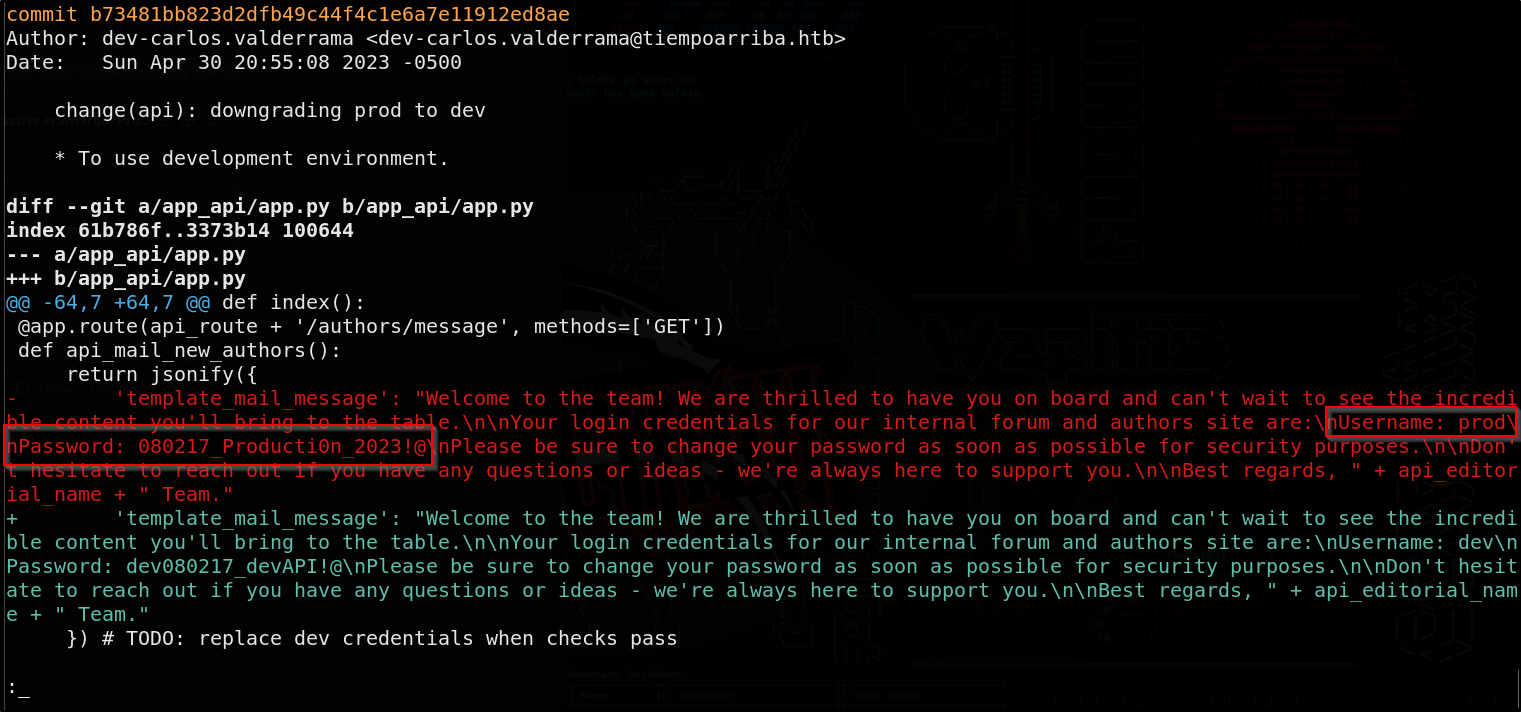 commit b73481bb823d2dfb49c44f4c1e6a7e11912ed8ae
Author: dev-carlos.valderrama <dev-carlos.valderrama@tiempoarriba.htb>
Date:   Sun Apr 30 20:55:08 2023 -0500
    change(api): downgrading prod to dev
    * To use development environment.
diff --git a/app_api/app.py b/app_api/app.py
index 61b786f..3373b14 100644
--- a/app_api/app.py
+++ b/app_api/app.py
@@ -64,7 +64,7 @@ def index():
 @app.route(api_route + '/authors/message', methods=['GET'])
 def api_mail_new_authors():
     return jsonify({
-        'template_mail_message': "Welcome to the team! We are thrilled to have you on board and can't wait to see the incredi
ble content you'll bring to the table.\n\nYour login credentials for our internal forum and authors site are:\nUsername: prod\
nPassword: 080217_Producti0n_2023!@\nPlease be sure to change your password as soon as possible for security purposes.\n\nDon'
t hesitate to reach out if you have any questions or ideas - we're always here to support you.\n\nBest regards, " + api_editor
ial_name + " Team."
+        'template_mail_message': "Welcome to the team! We are thrilled to have you on board and can't wait to see the incredi
ble content you'll bring to the table.\n\nYour login credentials for our internal forum and authors site are:\nUsername: dev\n
Password: dev080217_devAPI!@\nPlease be sure to change your password as soon as possible for security purposes.\n\nDon't hesit
ate to reach out if you have any questions or ideas - we're always here to support you.\n\nBest regards, " + api_editorial_nam
e + " Team."
     }) # TODO: replace dev credentials when checks pass
:_